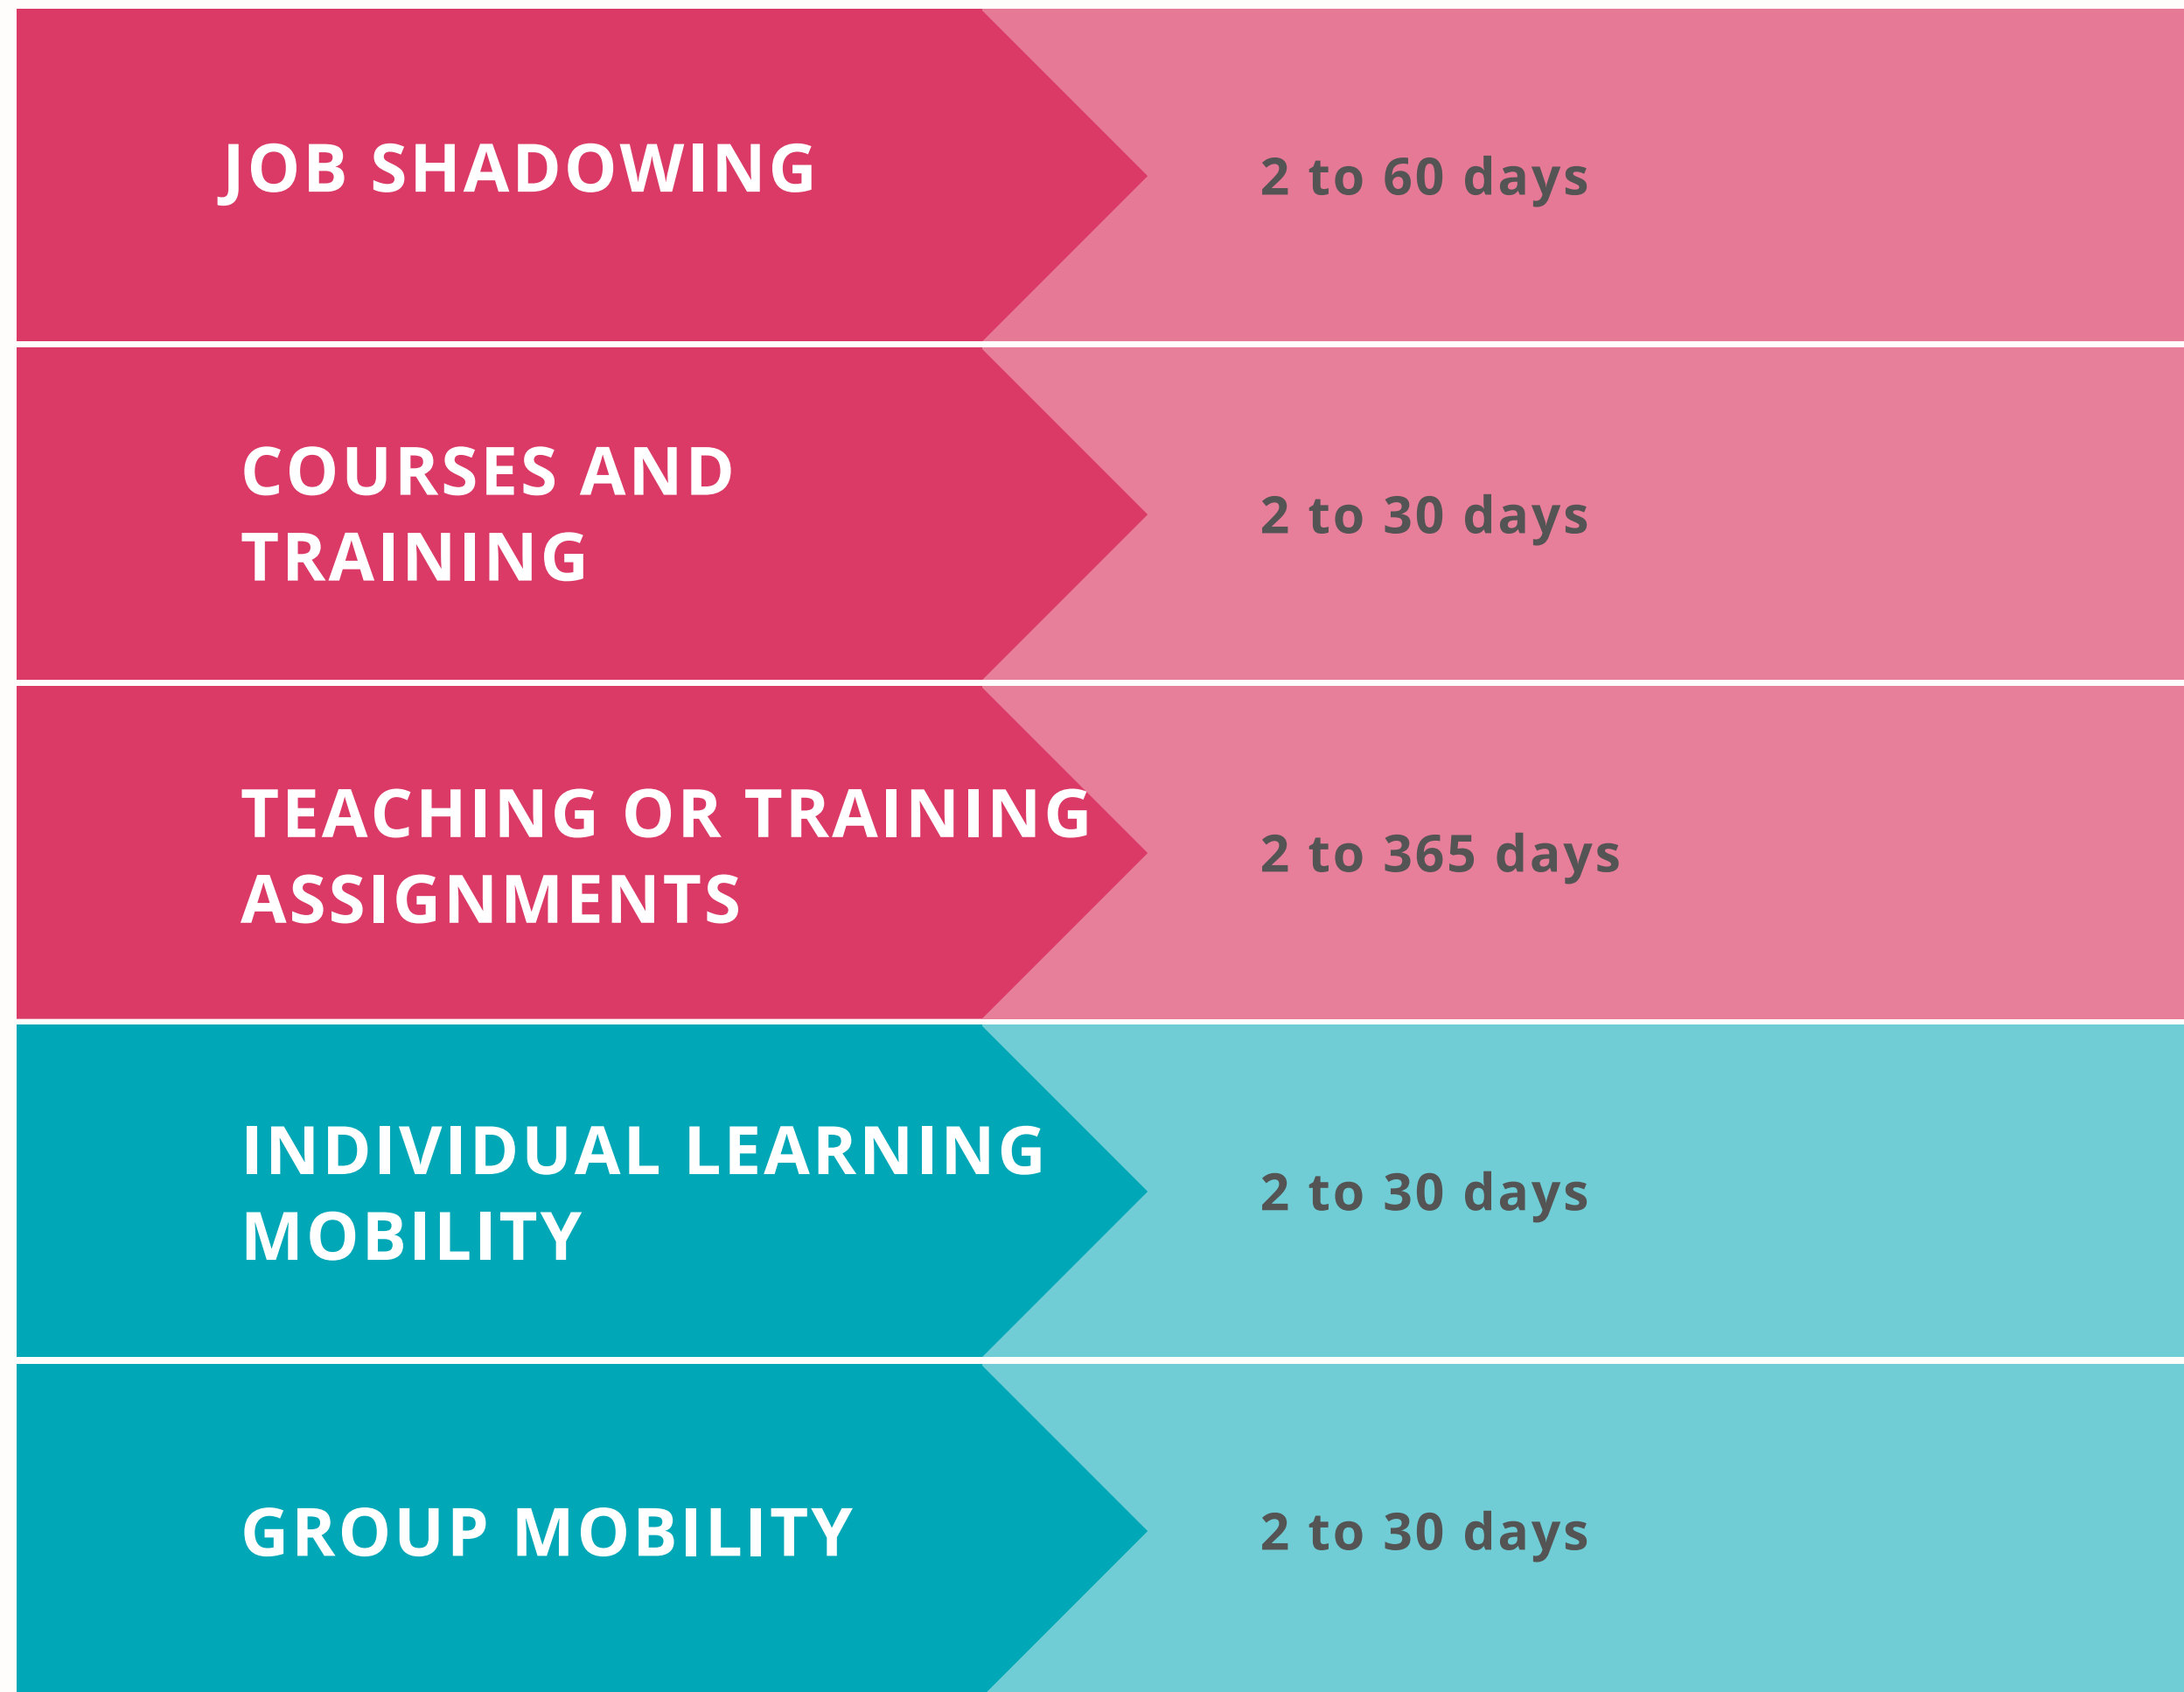 JOB SHADOWING
2 to 60 days
COURSES AND
TRAINING
2 to 30 days
TEACHING OR TRAINING
ASSIGNMENTS
2 to 365 days
INDIVIDUAL LEARNING
MOBILITY
2 to 30 days
GROUP MOBILITY
2 to 30 days